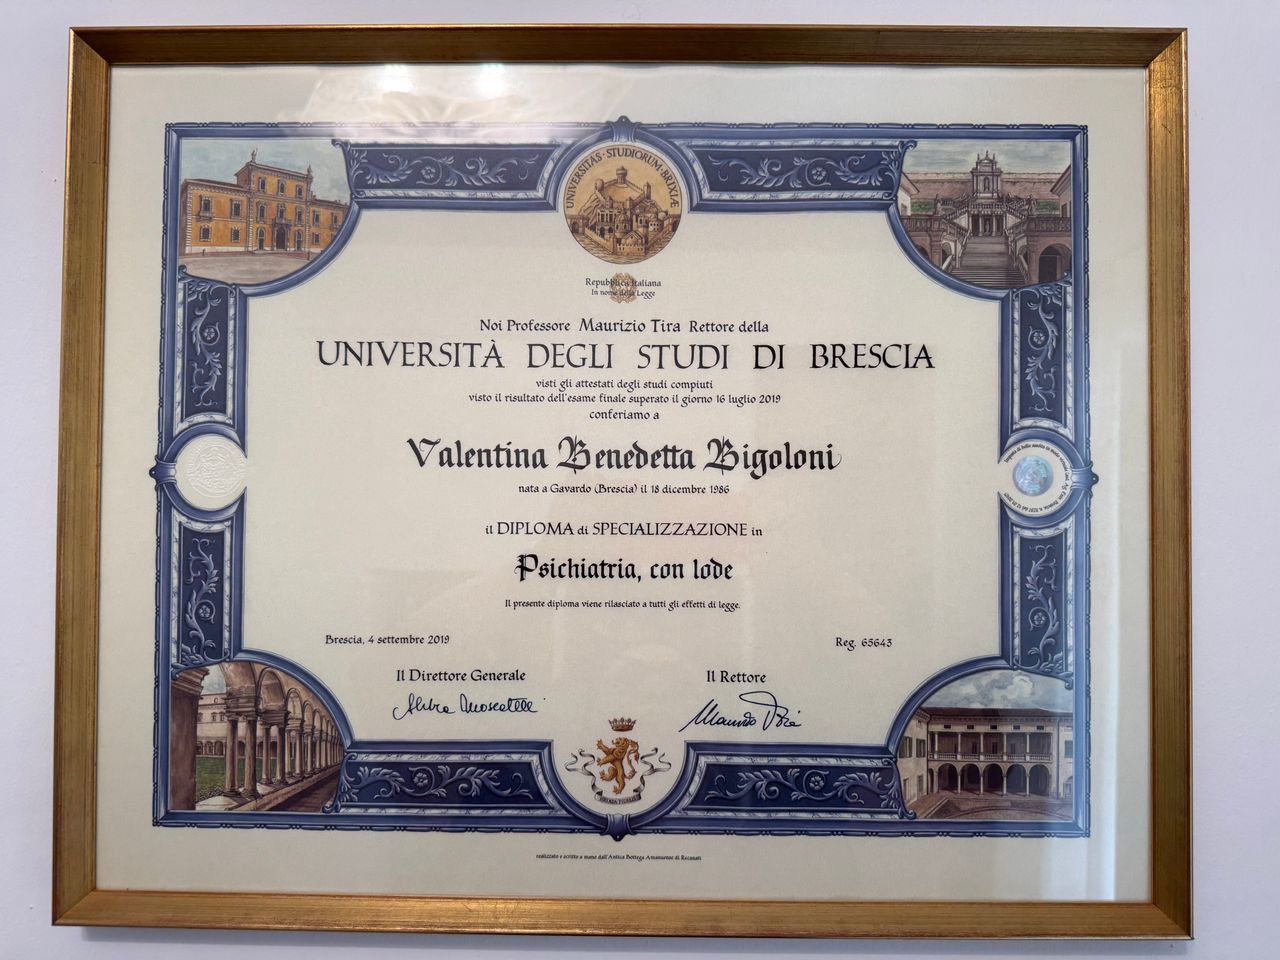 UNIVERSITAS · STUDIORUM · BRIXIÆ
Repubblica Italiana
In nome della Legge
Noi Professore Maurizio Tira Rettore della
UNIVERSITÀ DEGLI STUDI DI BRESCIA
visti gli attestati degli studi compiuti
visto il risultato dell'esame finale superato il giorno 16 luglio 2019
conferiamo a
Valentina Benedetta Bigoloni
nata a Gavardo (Brescia) il 18 dicembre 1986
il DIPLOMA di SPECIALIZZAZIONE in
Psichiatria, con lode
Il presente diploma viene rilasciato a tutti gli effetti di legge.
Brescia, 4 settembre 2019
Reg. 65643
Il Direttore Generale
Il Rettore
Maurizio Tira
realizzato e scritto a mano dall'Antica Bottega Amanuense di Recanati